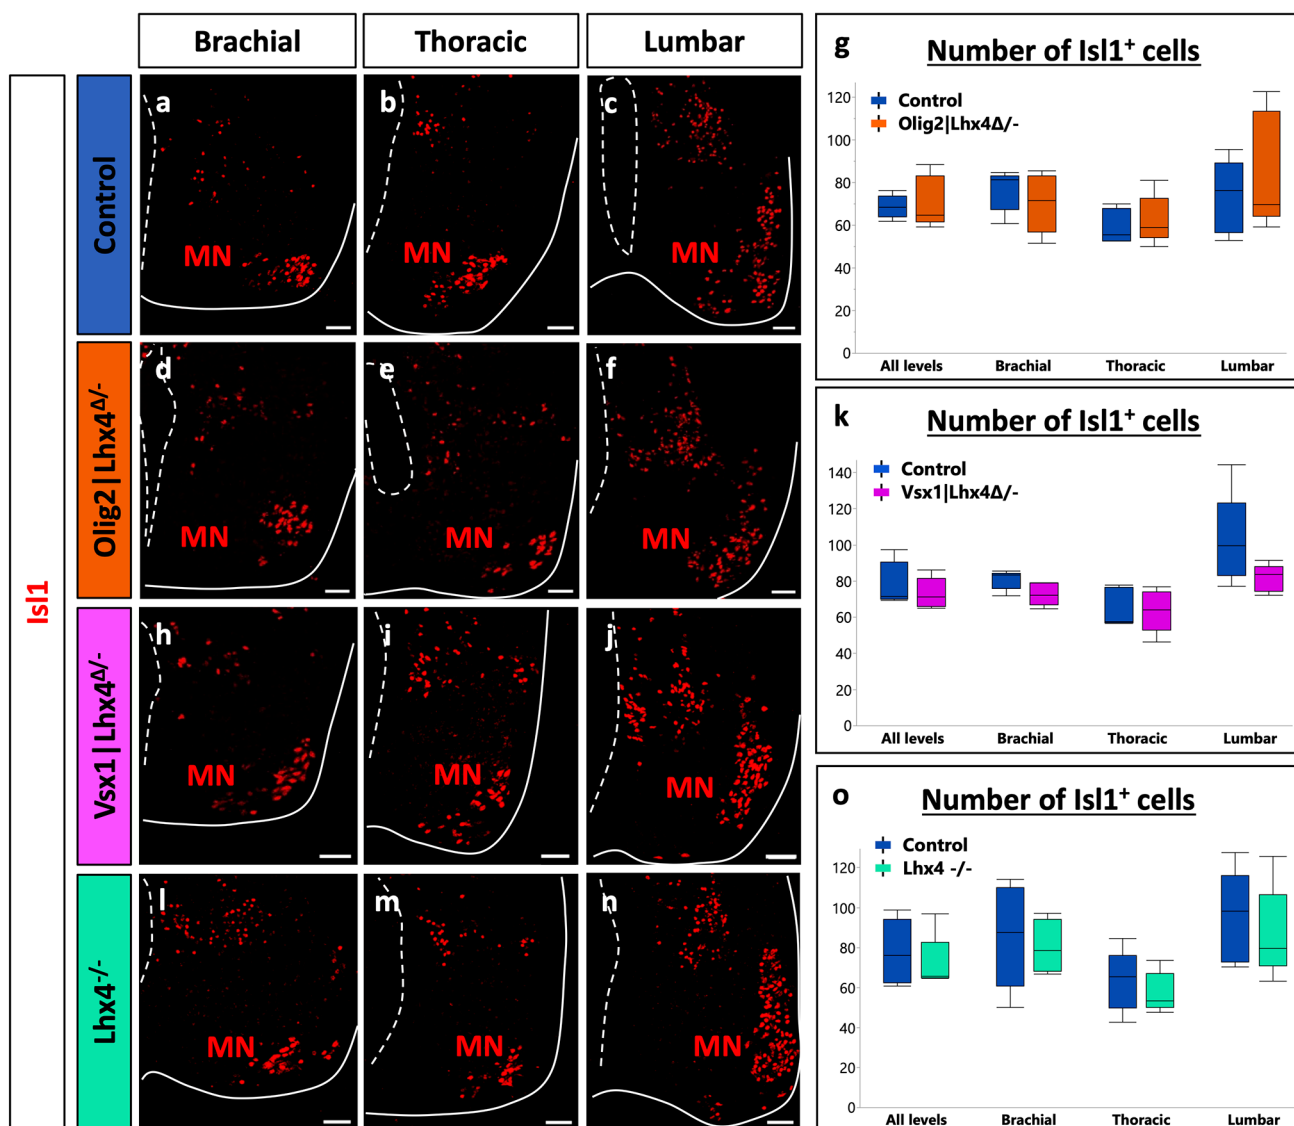 Brachial
Thoracic
Lumbar
Isl1
Control
a
MN
b
MN
c
MN
Olig2|Lhx4Δ/-
d
MN
e
MN
f
MN
Vsx1|Lhx4Δ/-
h
MN
i
MN
j
MN
Lhx4-/-
l
MN
m
MN
n
MN
g
Number of Isl1+ cells
Control
Olig2|Lhx4Δ/-
120
100
80
60
40
20
0
All levels Brachial Thoracic Lumbar
k
Number of Isl1+ cells
Control
Vsx1|Lhx4Δ/-
140
120
100
80
60
40
20
0
All levels Brachial Thoracic Lumbar
o
Number of Isl1+ cells
Control
Lhx4 -/-
120
100
80
60
40
20
0
All levels Brachial Thoracic Lumbar